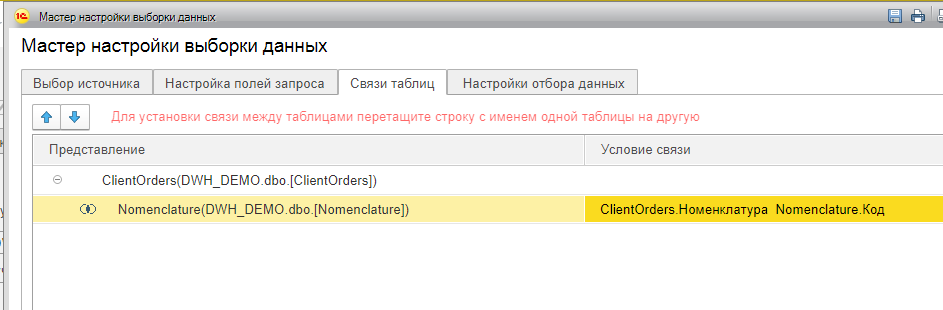 1С Мастер настройки выборки данных
Мастер настройки выборки данных
Выбор источника Настройка полей запроса Связи таблиц Настройки отбора данных
Для установки связи между таблицами перетащите строку с именем одной таблицы на другую
Представление Условие связи
ClientOrders(DWH_DEMO.dbo.[ClientOrders])
Nomenclature(DWH_DEMO.dbo.[Nomenclature]) ClientOrders.Номенклатура Nomenclature.Код